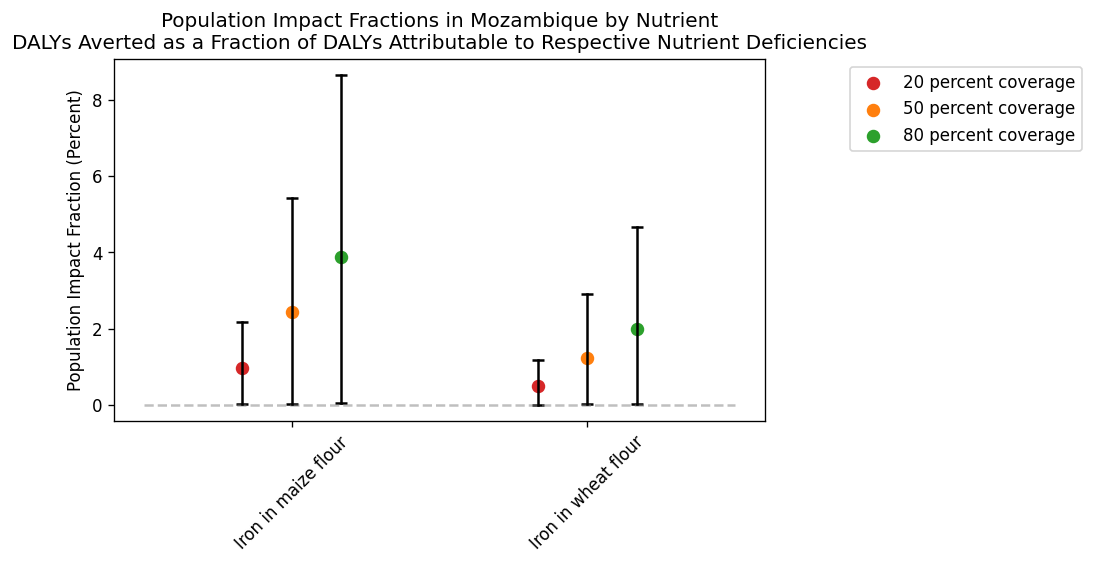 Population Impact Fractions in Mozambique by Nutrient
DALYs Averted as a Fraction of DALYs Attributable to Respective Nutrient Deficiencies
20 percent coverage
50 percent coverage
80 percent coverage
Population Impact Fraction (Percent)
8
6
4
2
0
Iron in maize flour
Iron in wheat flour